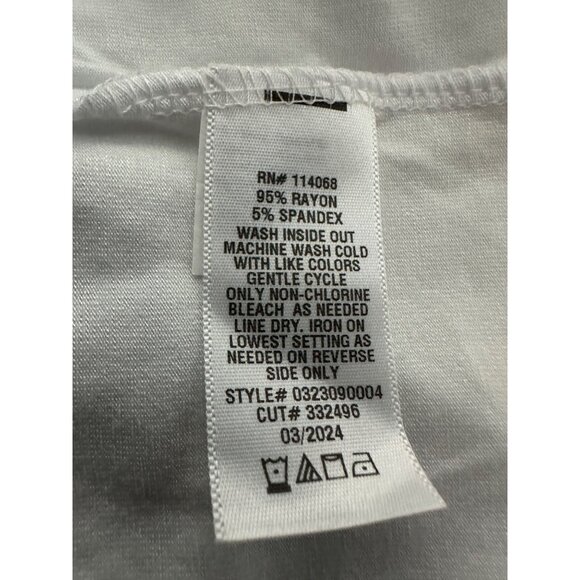 RN# 114068
95% RAYON
5% SPANDEX
WASH INSIDE OUT
MACHINE WASH COLD
WITH LIKE COLORS
GENTLE CYCLE
ONLY NON-CHLORINE
BLEACH AS NEEDED
LINE DRY. IRON ON
LOWEST SETTING AS
NEEDED ON REVERSE
SIDE ONLY
STYLE# 0323090004
CUT# 332496
03/2024